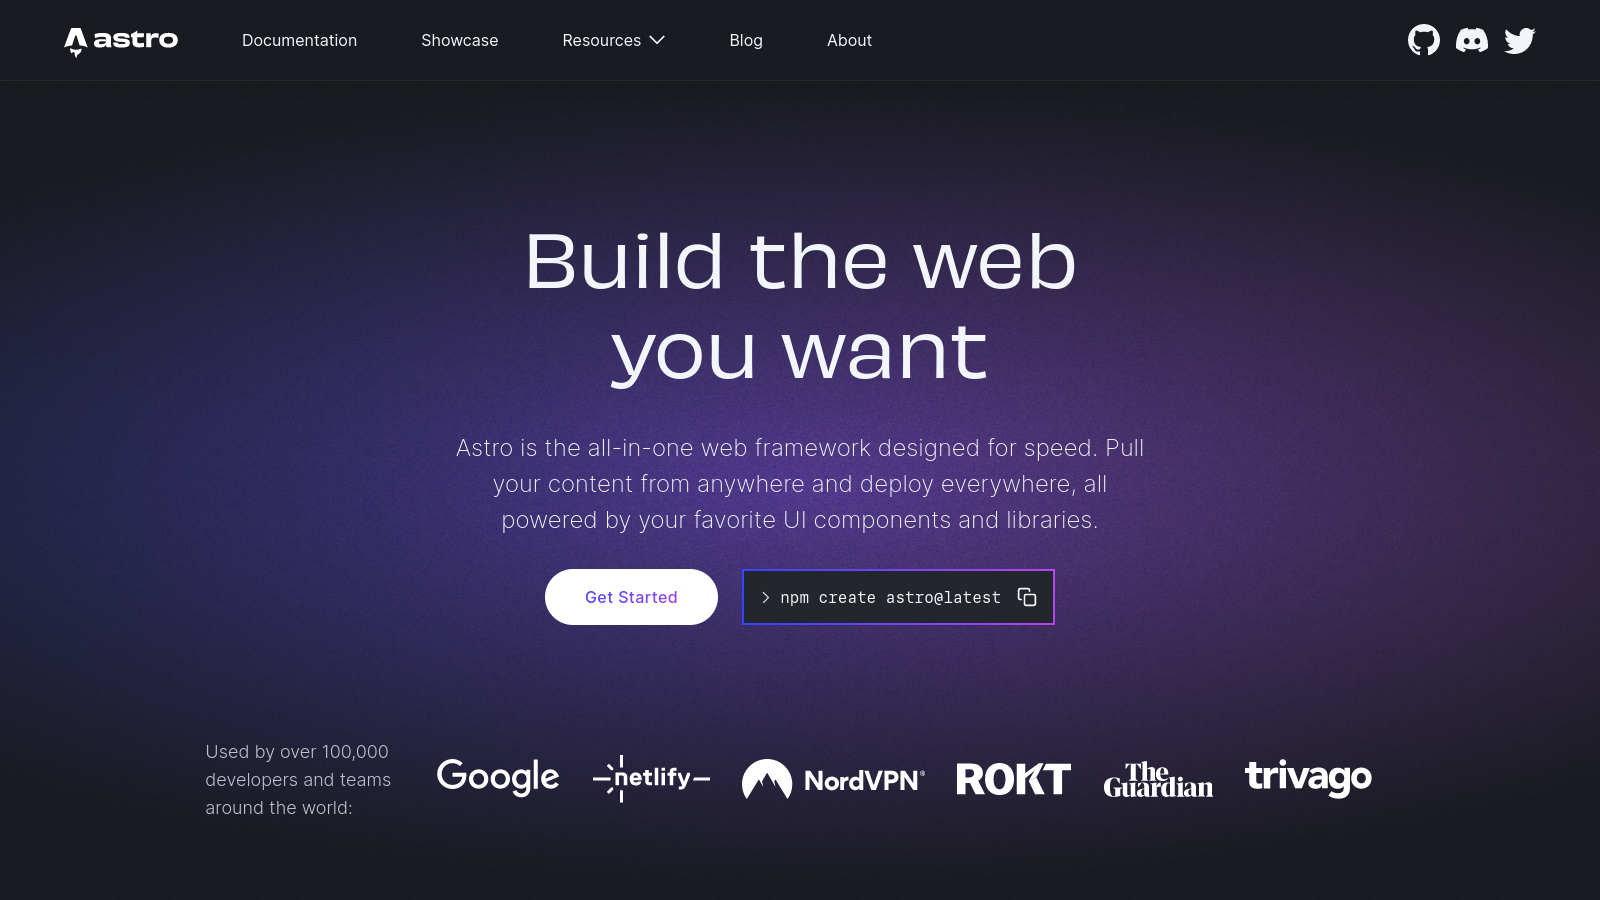 astro
Documentation
Showcase
Resources
Blog
About
Build the web
you want
Astro is the all-in-one web framework designed for speed. Pull
your content from anywhere and deploy everywhere, all
powered by your favorite UI components and libraries.
Get Started
> npm create astro@latest
Used by over 100,000
developers and teams
around the world:
Google
netlify
NordVPN®
ROKT
The
Guardian
trivago